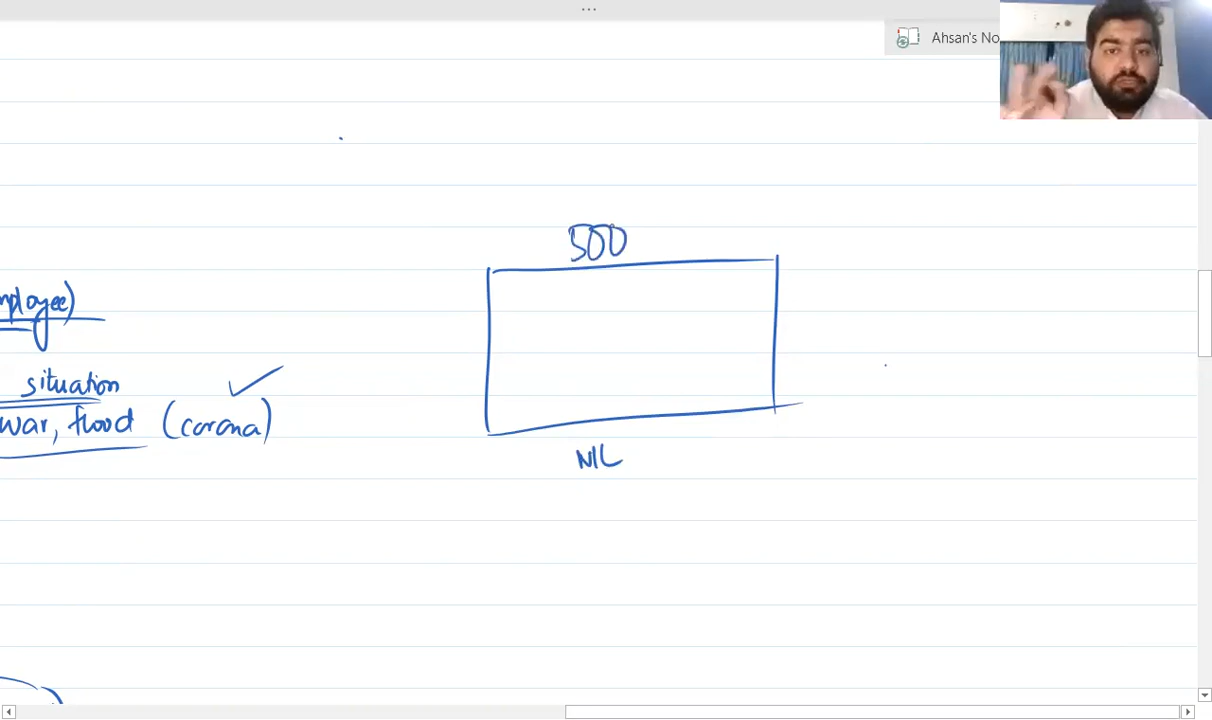 Ahsan's No
500
mployee)
situation
war, flood (corona)
NIL